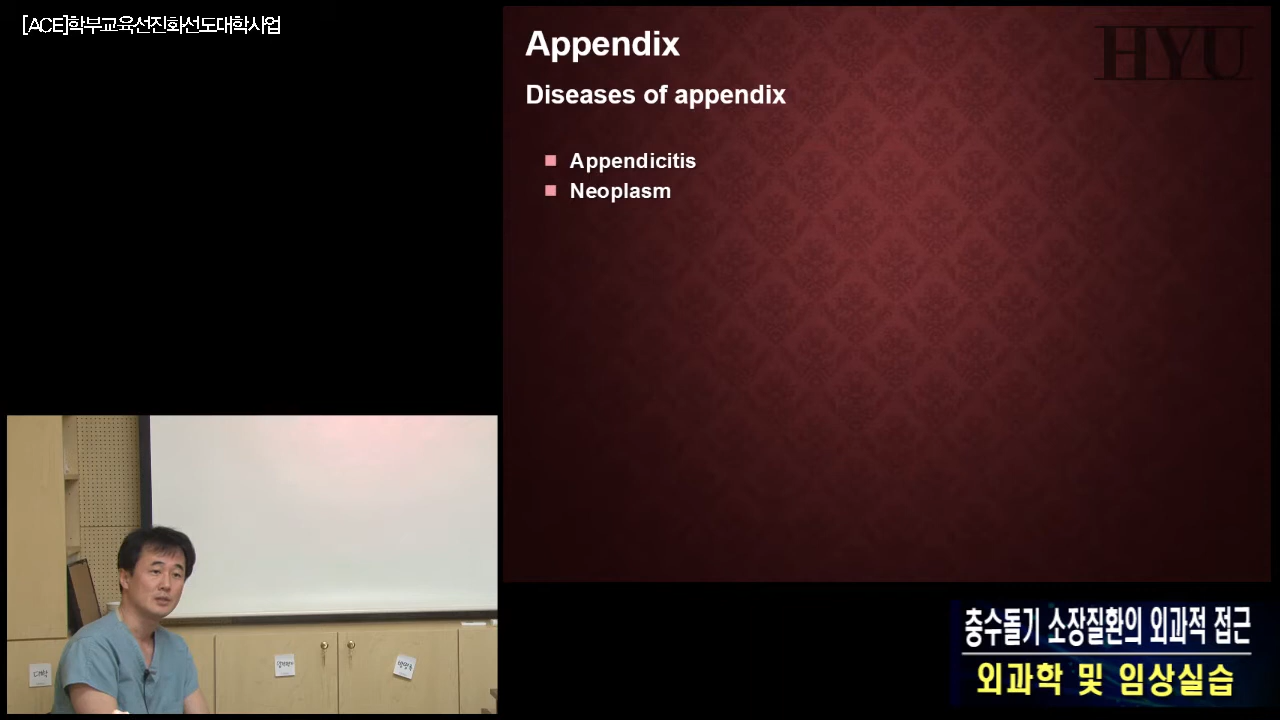 [ACE]학부교육선진화선도대학사업
HYU
Appendix
Diseases of appendix
Appendicitis
Neoplasm
충수돌기 소장질환의 외과적 접근
외과학 및 임상실습